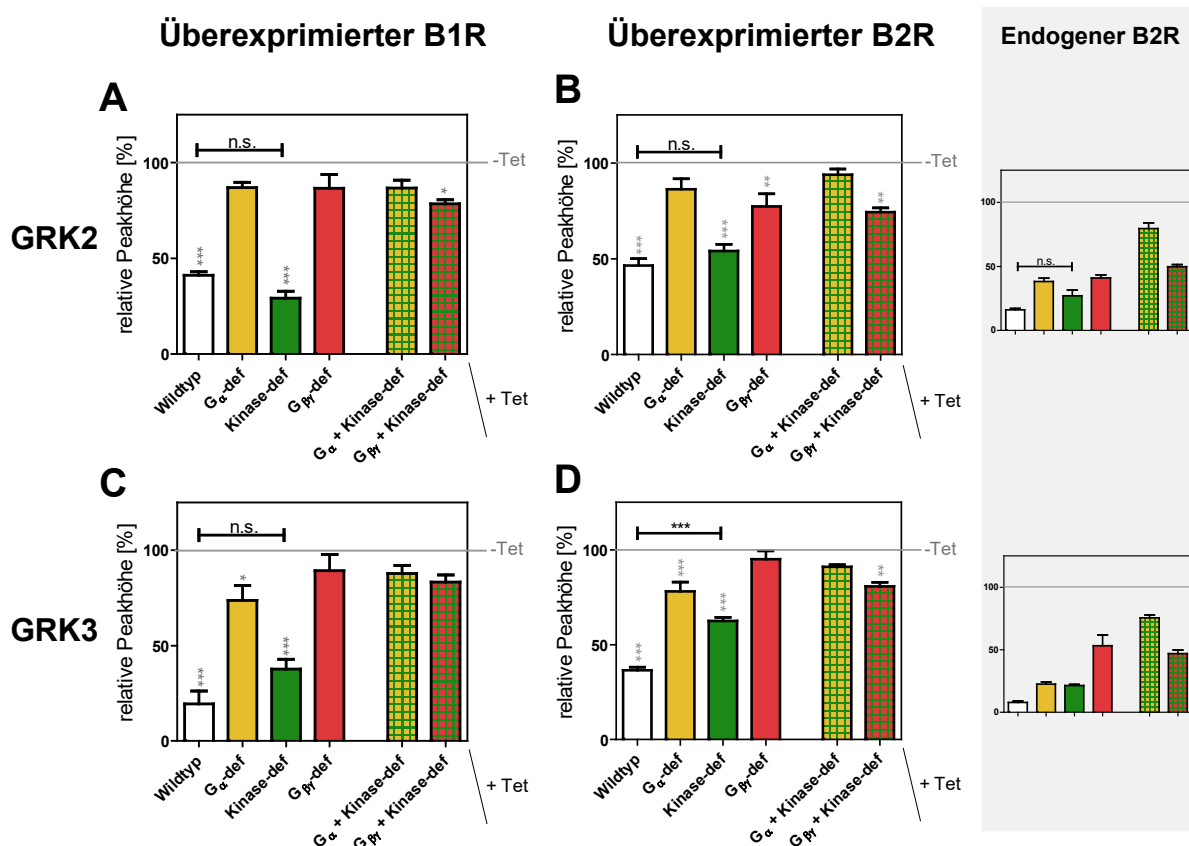 Überexprimierter B1R
Überexprimierter B2R
Endogener B2R
GRK2
A
relative Peakhöhe [%]
100
50
0
n.s.
-Tet
***
***
*
Wildtyp
Gα-def
Kinase-def
Gβγ-def
Gα + Kinase-def
Gβγ + Kinase-def
+ Tet
B
relative Peakhöhe [%]
100
50
0
n.s.
-Tet
***
***
**
**
Wildtyp
Gα-def
Kinase-def
Gβγ-def
Gα + Kinase-def
Gβγ + Kinase-def
+ Tet
100
50
0
n.s.
GRK3
C
relative Peakhöhe [%]
100
50
0
n.s.
-Tet
***
*
***
Wildtyp
Gα-def
Kinase-def
Gβγ-def
Gα + Kinase-def
Gβγ + Kinase-def
+ Tet
D
relative Peakhöhe [%]
100
50
0
***
-Tet
***
***
***
**
Wildtyp
Gα-def
Kinase-def
Gβγ-def
Gα + Kinase-def
Gβγ + Kinase-def
+ Tet
100
50
0